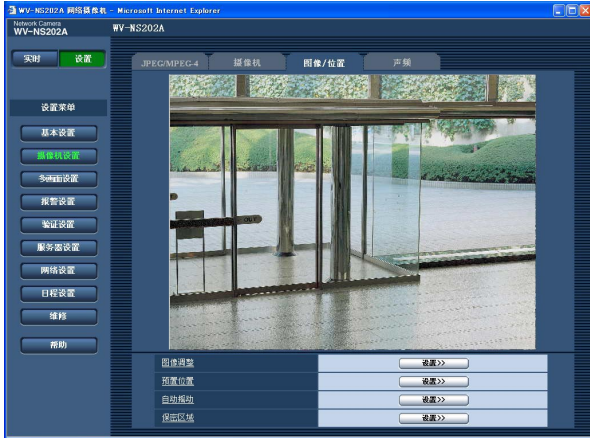 WV-NS202A 网络摄像机 - Microsoft Internet Explorer
Network Camera
WV-NS202A
WV-NS202A
实时
设置
JPEG/MPEG-4
摄像机
图像/位置
声频
设置菜单
基本设置
摄像机设置
多画面设置
报警设置
验证设置
服务器设置
网络设置
日程设置
维修
帮助
OUT
图像调整
设置>>
预置位置
设置>>
自动摇动
设置>>
保密区域
设置>>